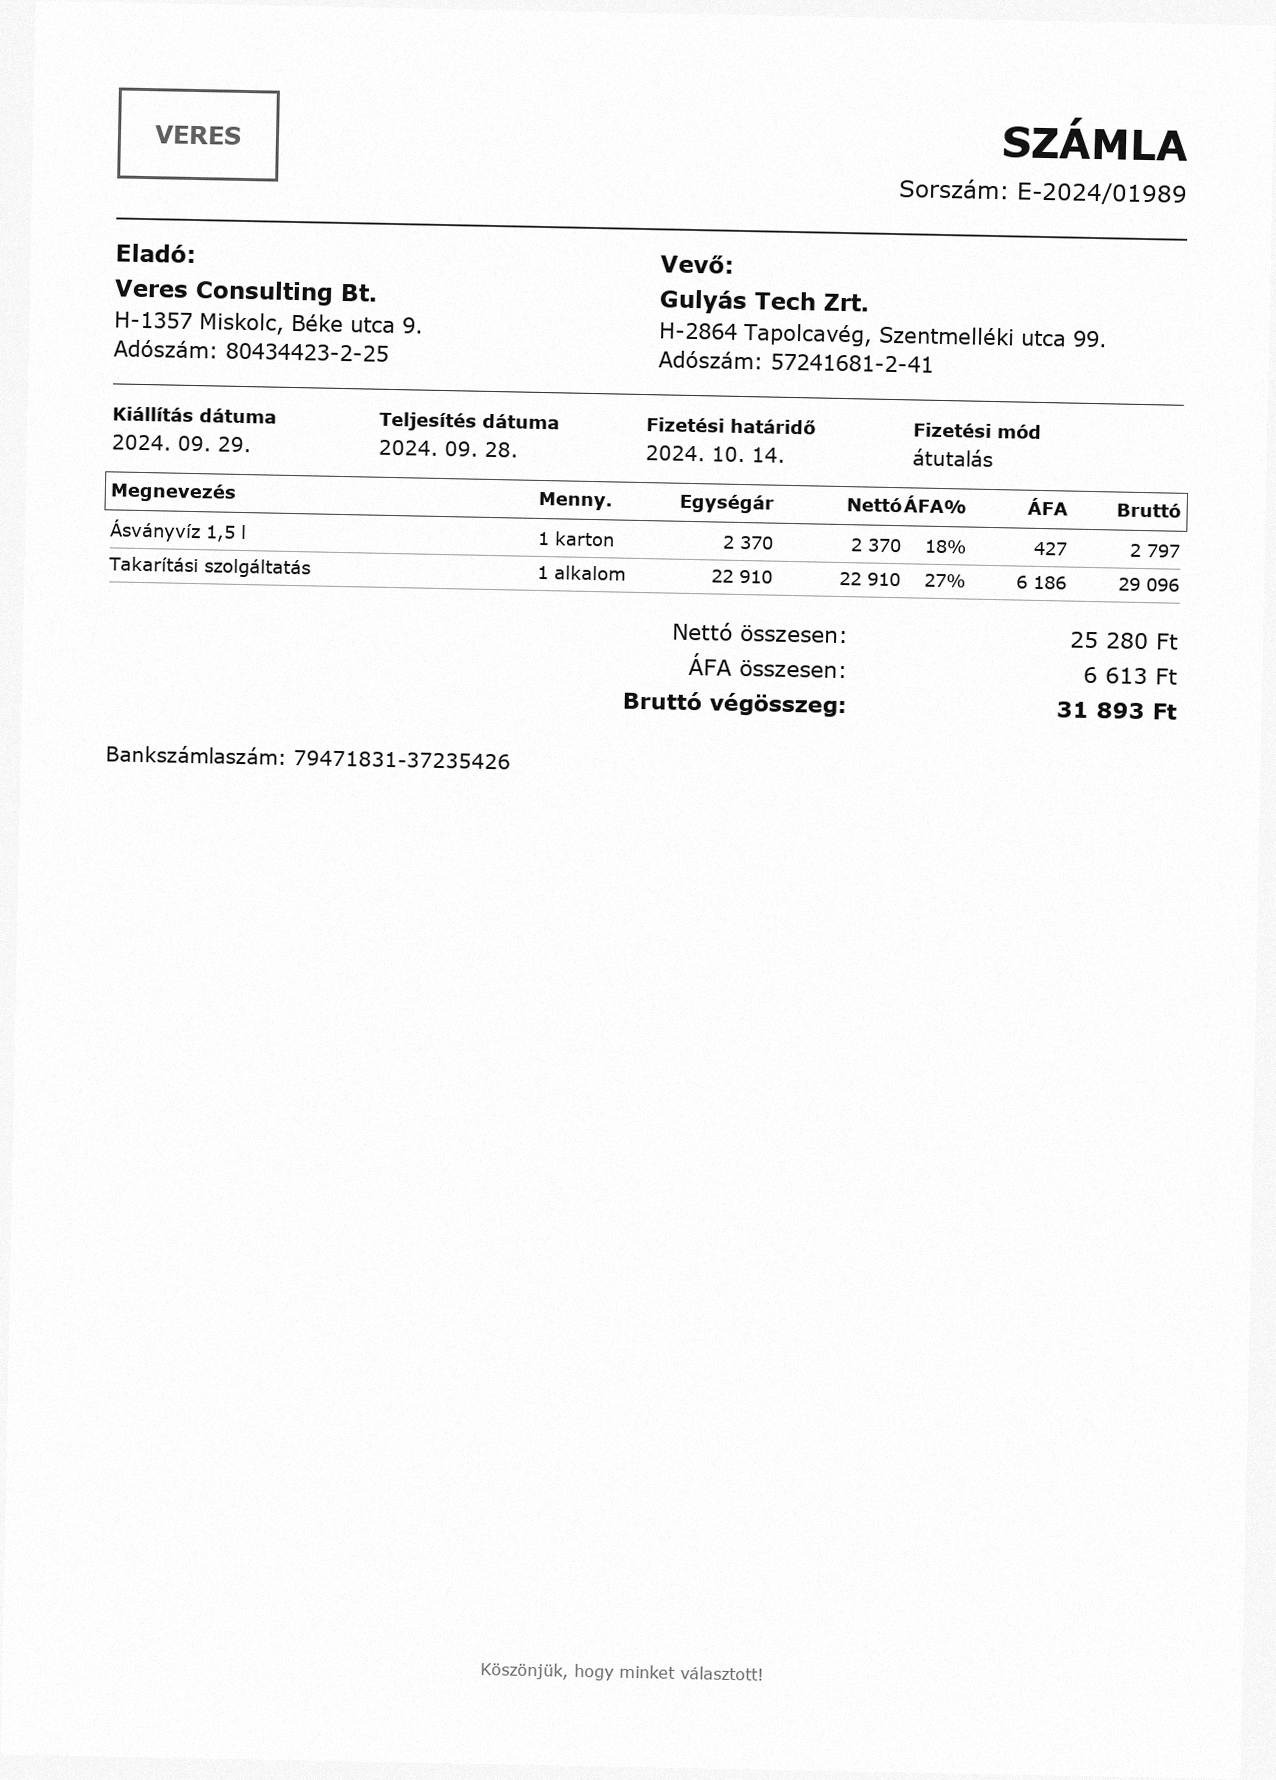 VERES
SZÁMLA
Sorszám: E-2024/01989
Eladó:
Veres Consulting Bt.
H-1357 Miskolc, Béke utca 9.
Adószám: 80434423-2-25
Vevő:
Gulyás Tech Zrt.
H-2864 Tapolcavég, Szentmelléki utca 99.
Adószám: 57241681-2-41
Kiállítás dátuma Teljesítés dátuma Fizetési határidő Fizetési mód
2024. 09. 29. 2024. 09. 28. 2024. 10. 14. átutalás
Megnevezés Menny. Egységár Nettó ÁFA% ÁFA Bruttó
Ásványvíz 1,5 l 1 karton 2 370 2 370 18% 427 2 797
Takarítási szolgáltatás 1 alkalom 22 910 22 910 27% 6 186 29 096
Nettó összesen: 25 280 Ft
ÁFA összesen: 6 613 Ft
Bruttó végösszeg: 31 893 Ft
Bankszámlaszám: 79471831-37235426
Köszönjük, hogy minket választott!